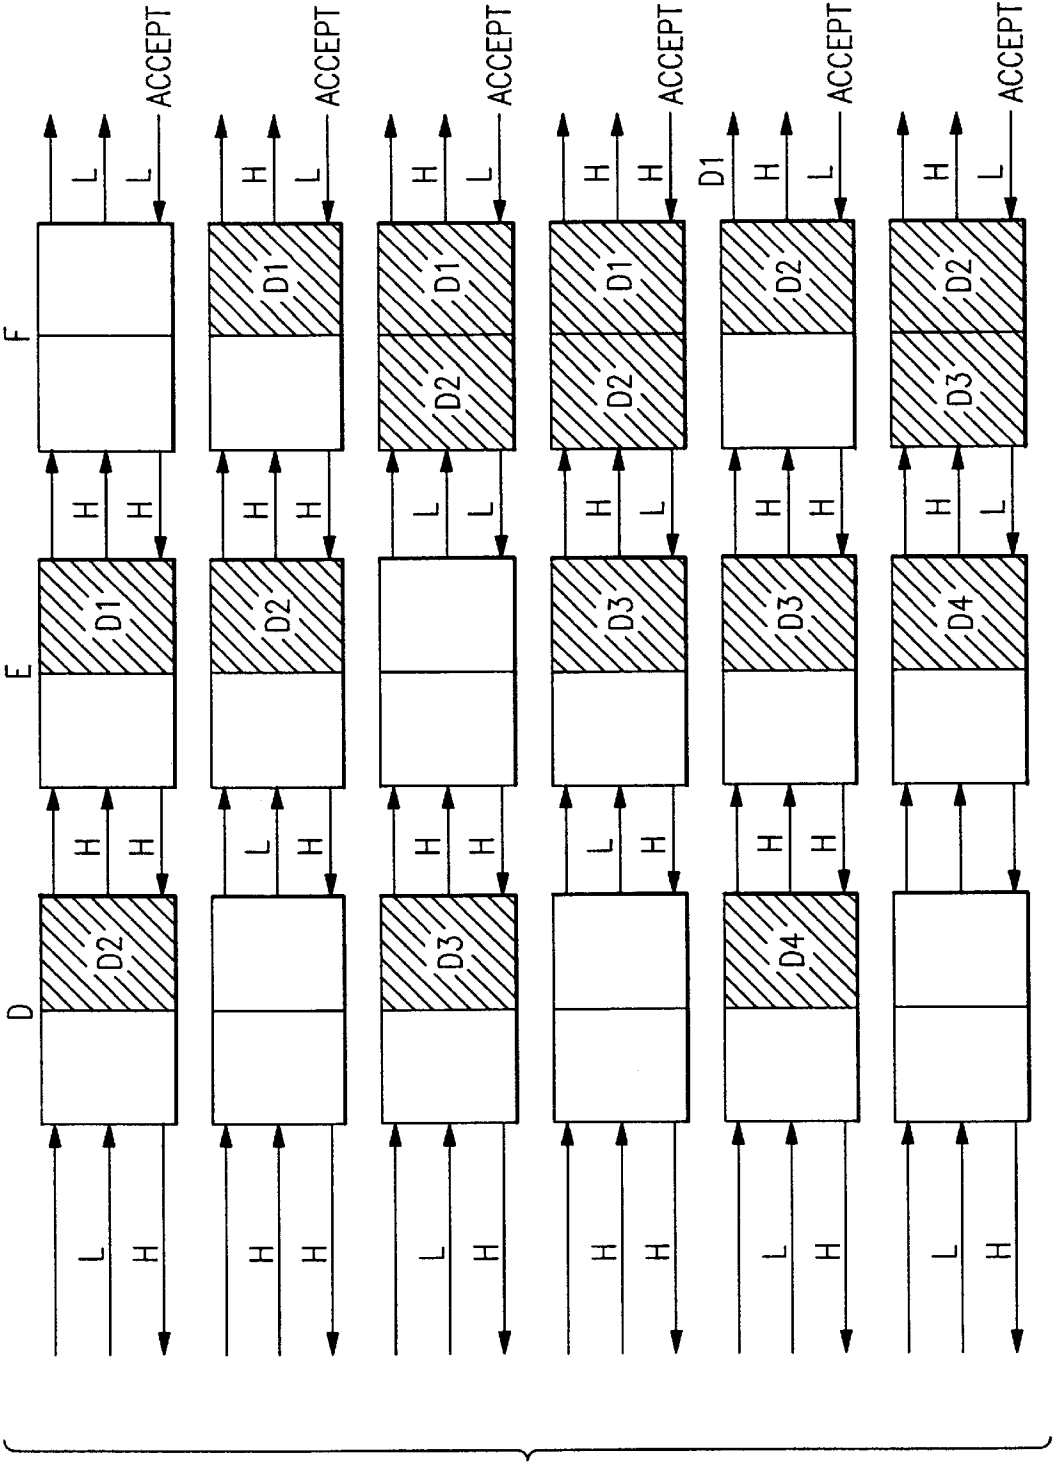 D E F
L H H L
D2 D1
H H H L ACCEPT
H L H H
D2 D1
H H H L ACCEPT
L H L H
D3 D2 D1
H H L L ACCEPT
H L H H
D3 D2 D1
H H L H ACCEPT
D1
L H H H
D4 D3 D2
H H H L ACCEPT
L H H
D4 D3 D2
H L L ACCEPT